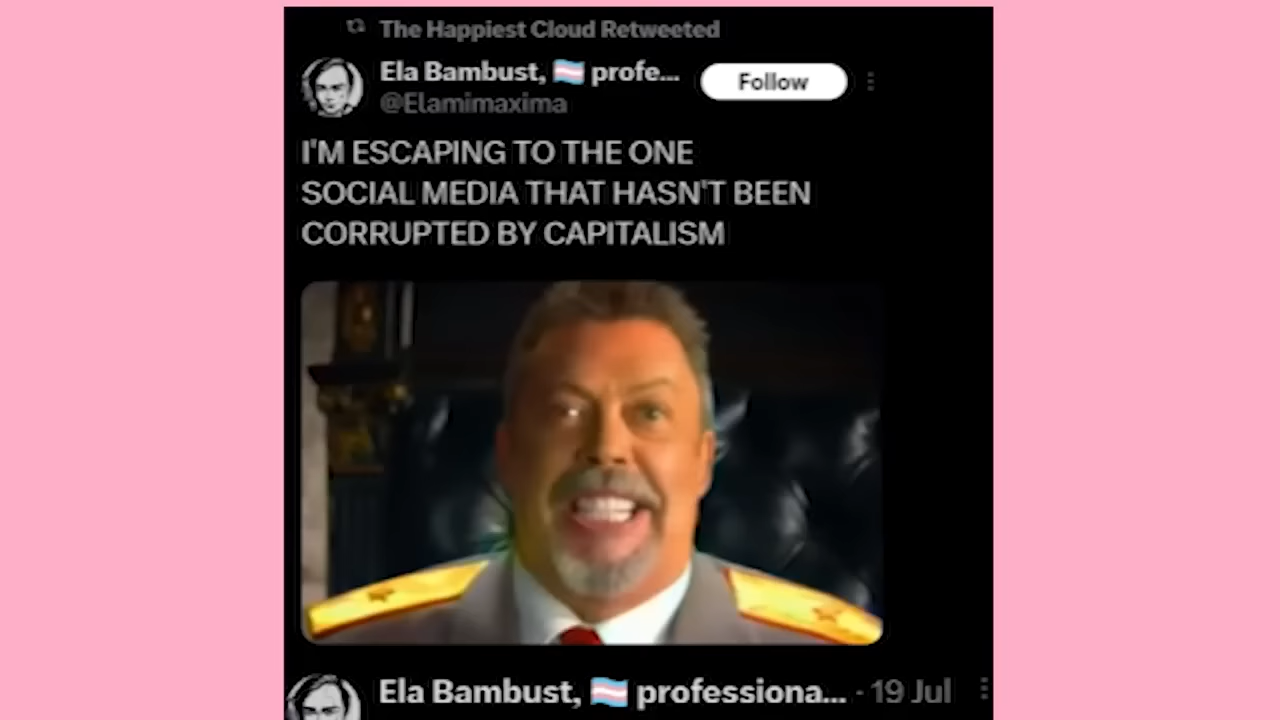 The Happiest Cloud Retweeted
Ela Bambust, 🏳️‍⚧️ profe...
Follow
@Elamimaxima
I'M ESCAPING TO THE ONE
SOCIAL MEDIA THAT HASN'T BEEN
CORRUPTED BY CAPITALISM
Ela Bambust, 🏳️‍⚧️ professiona... · 19 Jul